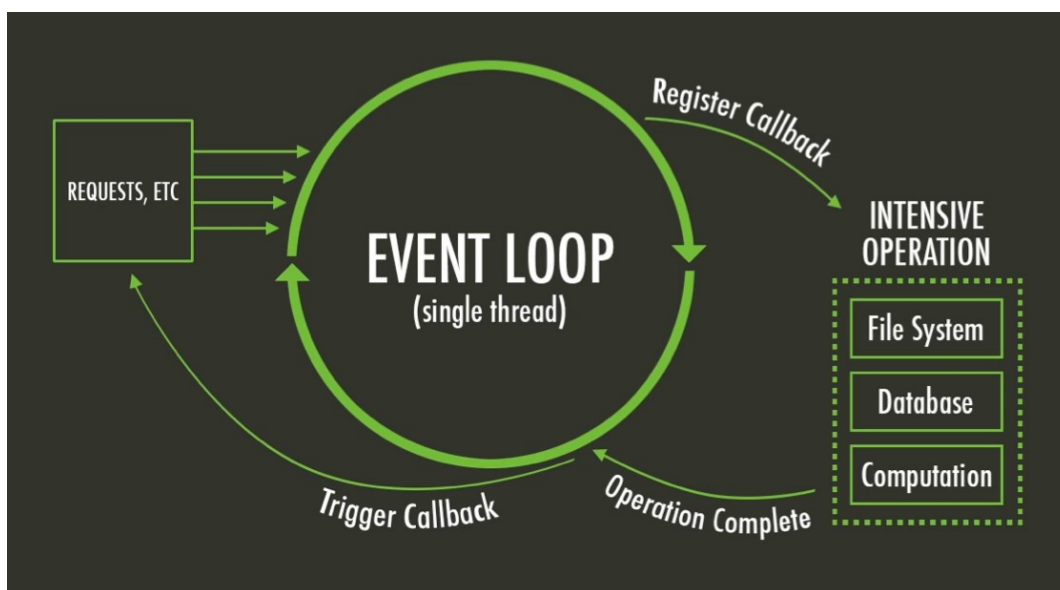 REQUESTS, ETC
EVENT LOOP
(single thread)
Register Callback
INTENSIVE
OPERATION
File System
Database
Computation
Operation Complete
Trigger Callback